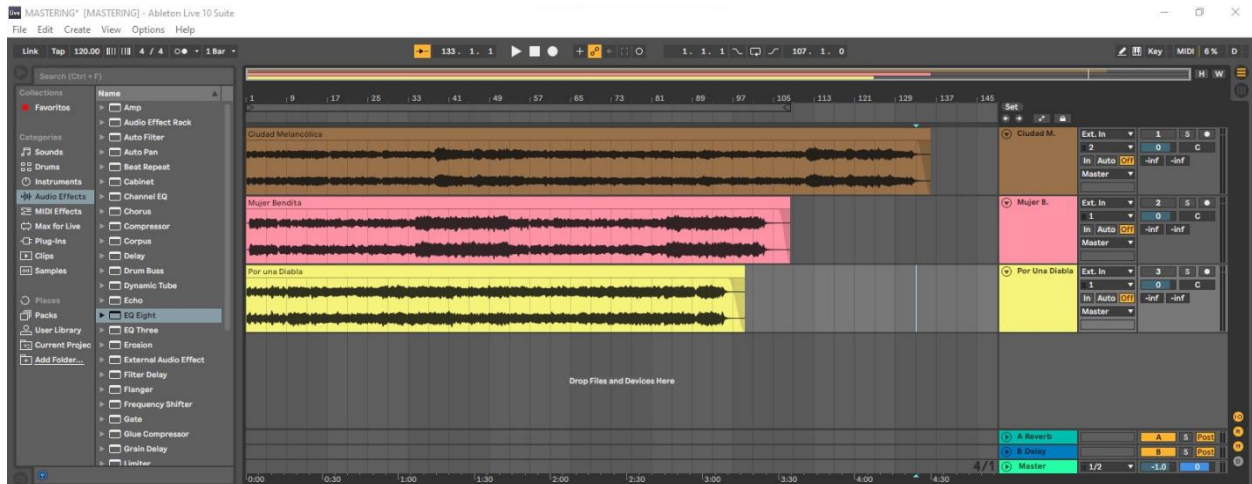 MASTERING* [MASTERING] - Ableton Live 10 Suite
File Edit Create View Options Help
Link Tap 120.00 4 / 4 1 Bar 133. 1. 1 1. 1. 1 107. 1. 0 Key MIDI 6 % D
Search (Ctrl + F)
H W
Collections
Favoritos
Categories
Sounds
Drums
Instruments
Audio Effects
MIDI Effects
Max for Live
Plug-Ins
Clips
Samples
Places
Packs
User Library
Current Projec
Add Folder...
Name
Amp
Audio Effect Rack
Auto Filter
Auto Pan
Beat Repeat
Cabinet
Channel EQ
Chorus
Compressor
Corpus
Delay
Drum Buss
Dynamic Tube
Echo
EQ Eight
EQ Three
Erosion
External Audio Effect
Filter Delay
Flanger
Frequency Shifter
Gate
Glue Compressor
Grain Delay
Limiter
1 9 17 25 33 41 49 57 65 73 81 89 97 105 113 121 129 137 145
Set
Ciudad Melancólica
Ciudad M. Ext. In 1 S
2 0 C
In Auto Off -inf -inf
Master
Mujer Bendita
Mujer B. Ext. In 2 S
1 0 C
In Auto Off -inf -inf
Master
Por una Diabla
Por Una Diabla Ext. In 3 S
1 0 C
In Auto Off -inf -inf
Master
Drop Files and Devices Here
A Reverb A S Post
B Delay B S Post
4/1 Master 1/2 -1.0 0
0:00 0:30 1:00 1:30 2:00 2:30 3:00 3:30 4:00 4:30